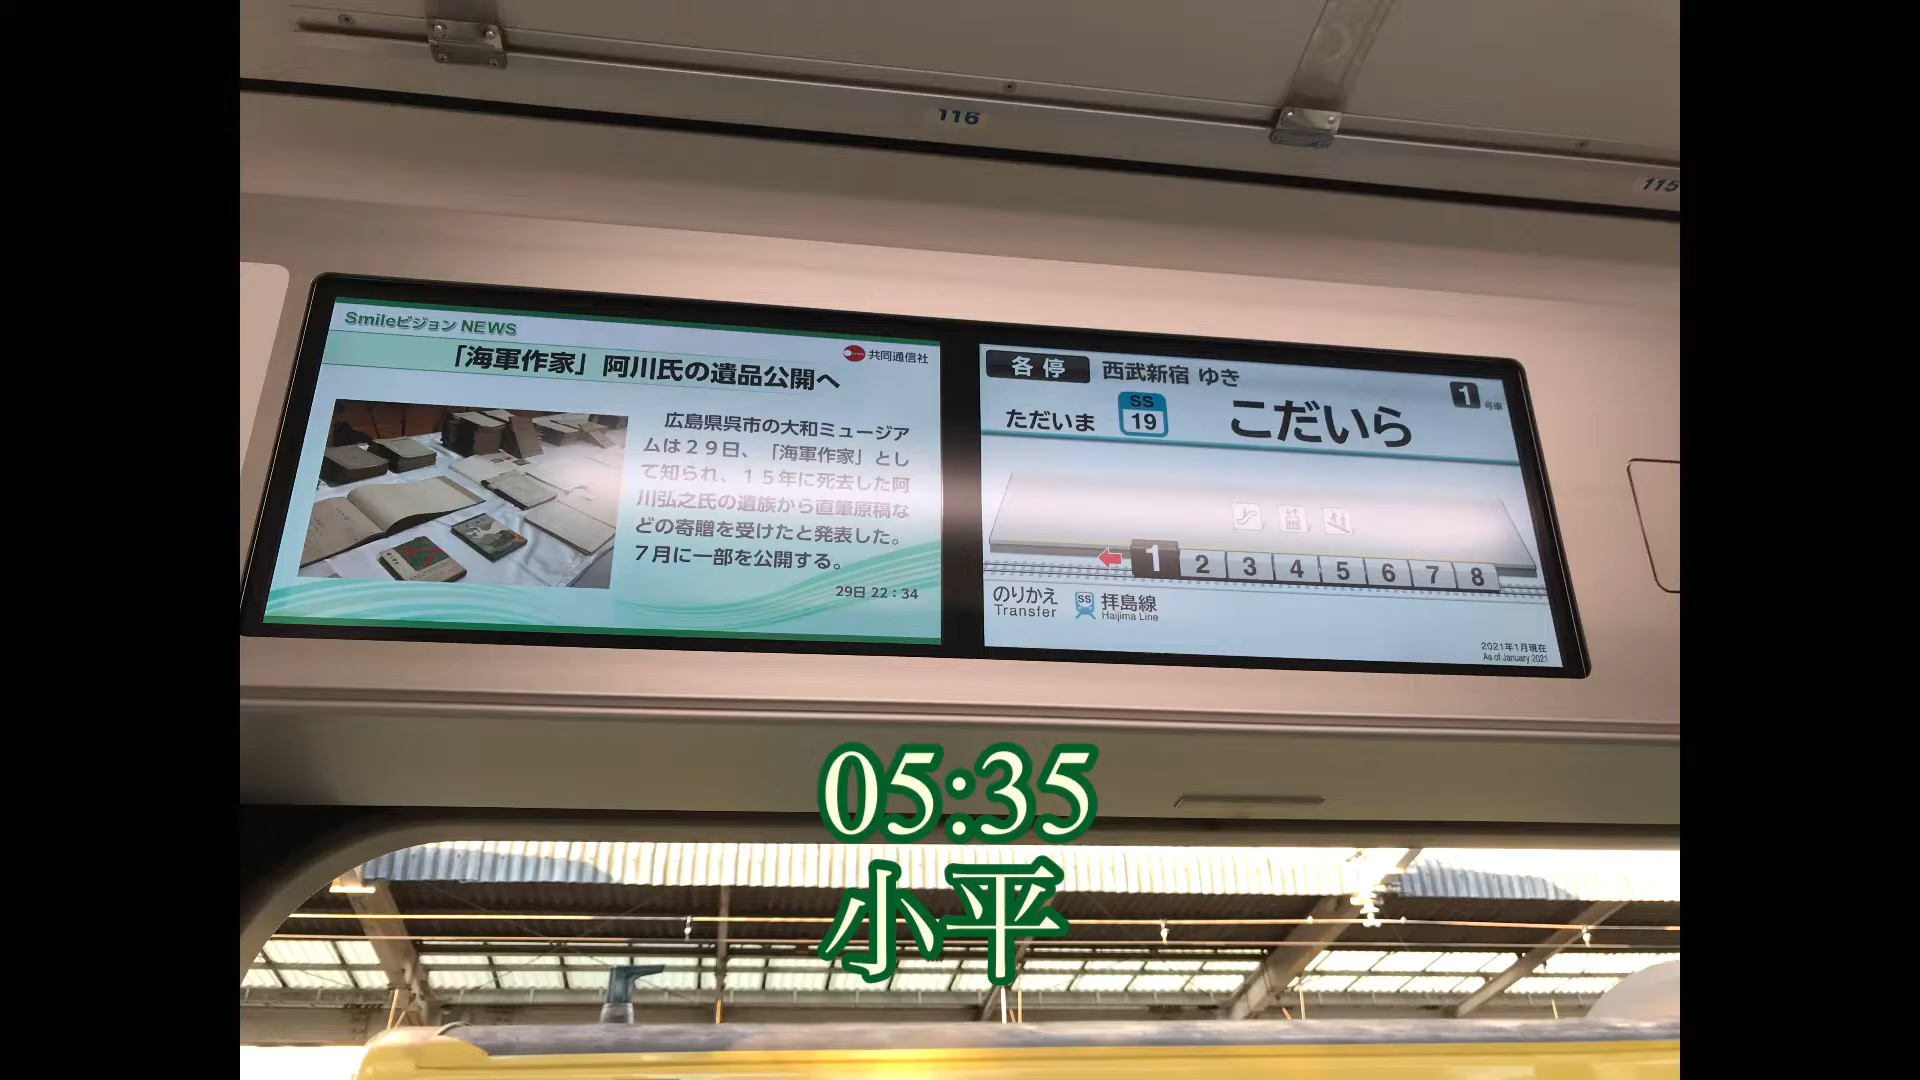 116
115
Smileビジョン NEWS
共同通信社
「海軍作家」阿川氏の遺品公開へ
広島県呉市の大和ミュージア
ムは29日、「海軍作家」とし
て知られ、15年に死去した阿
川弘之氏の遺族から直筆原稿な
どの寄贈を受けたと発表した。
7月に一部を公開する。
29日 22：34
各停 西武新宿 ゆき
1号車
ただいま SS 19 こだいら
1 2 3 4 5 6 7 8
のりかえ
Transfer
SS 拝島線
Haijima Line
2021年1月現在
As of January 2021
05:35
小平